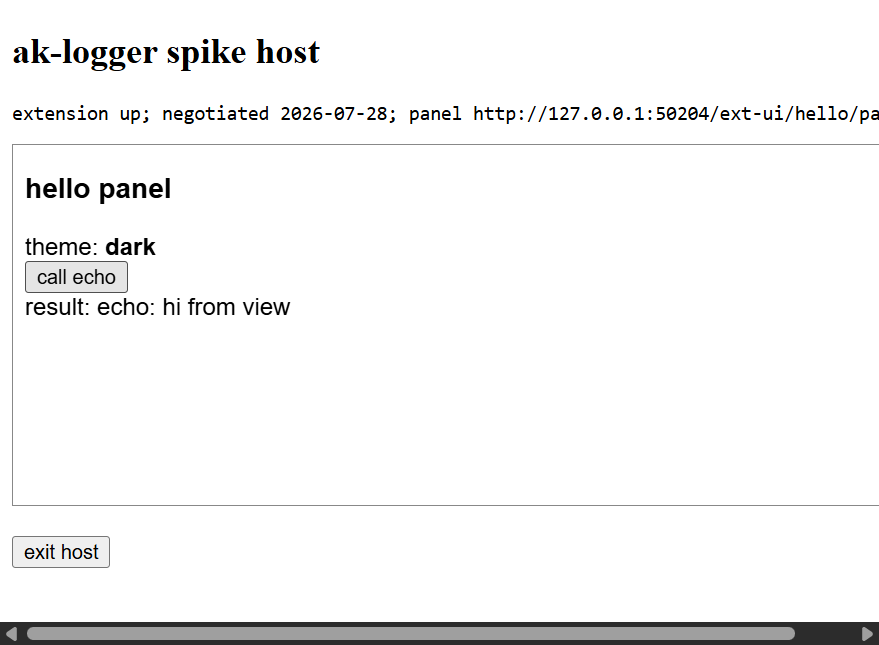 ak-logger spike host
extension up; negotiated 2026-07-28; panel http://127.0.0.1:50204/ext-ui/hello/pa
hello panel
theme: dark
call echo
result: echo: hi from view
exit host